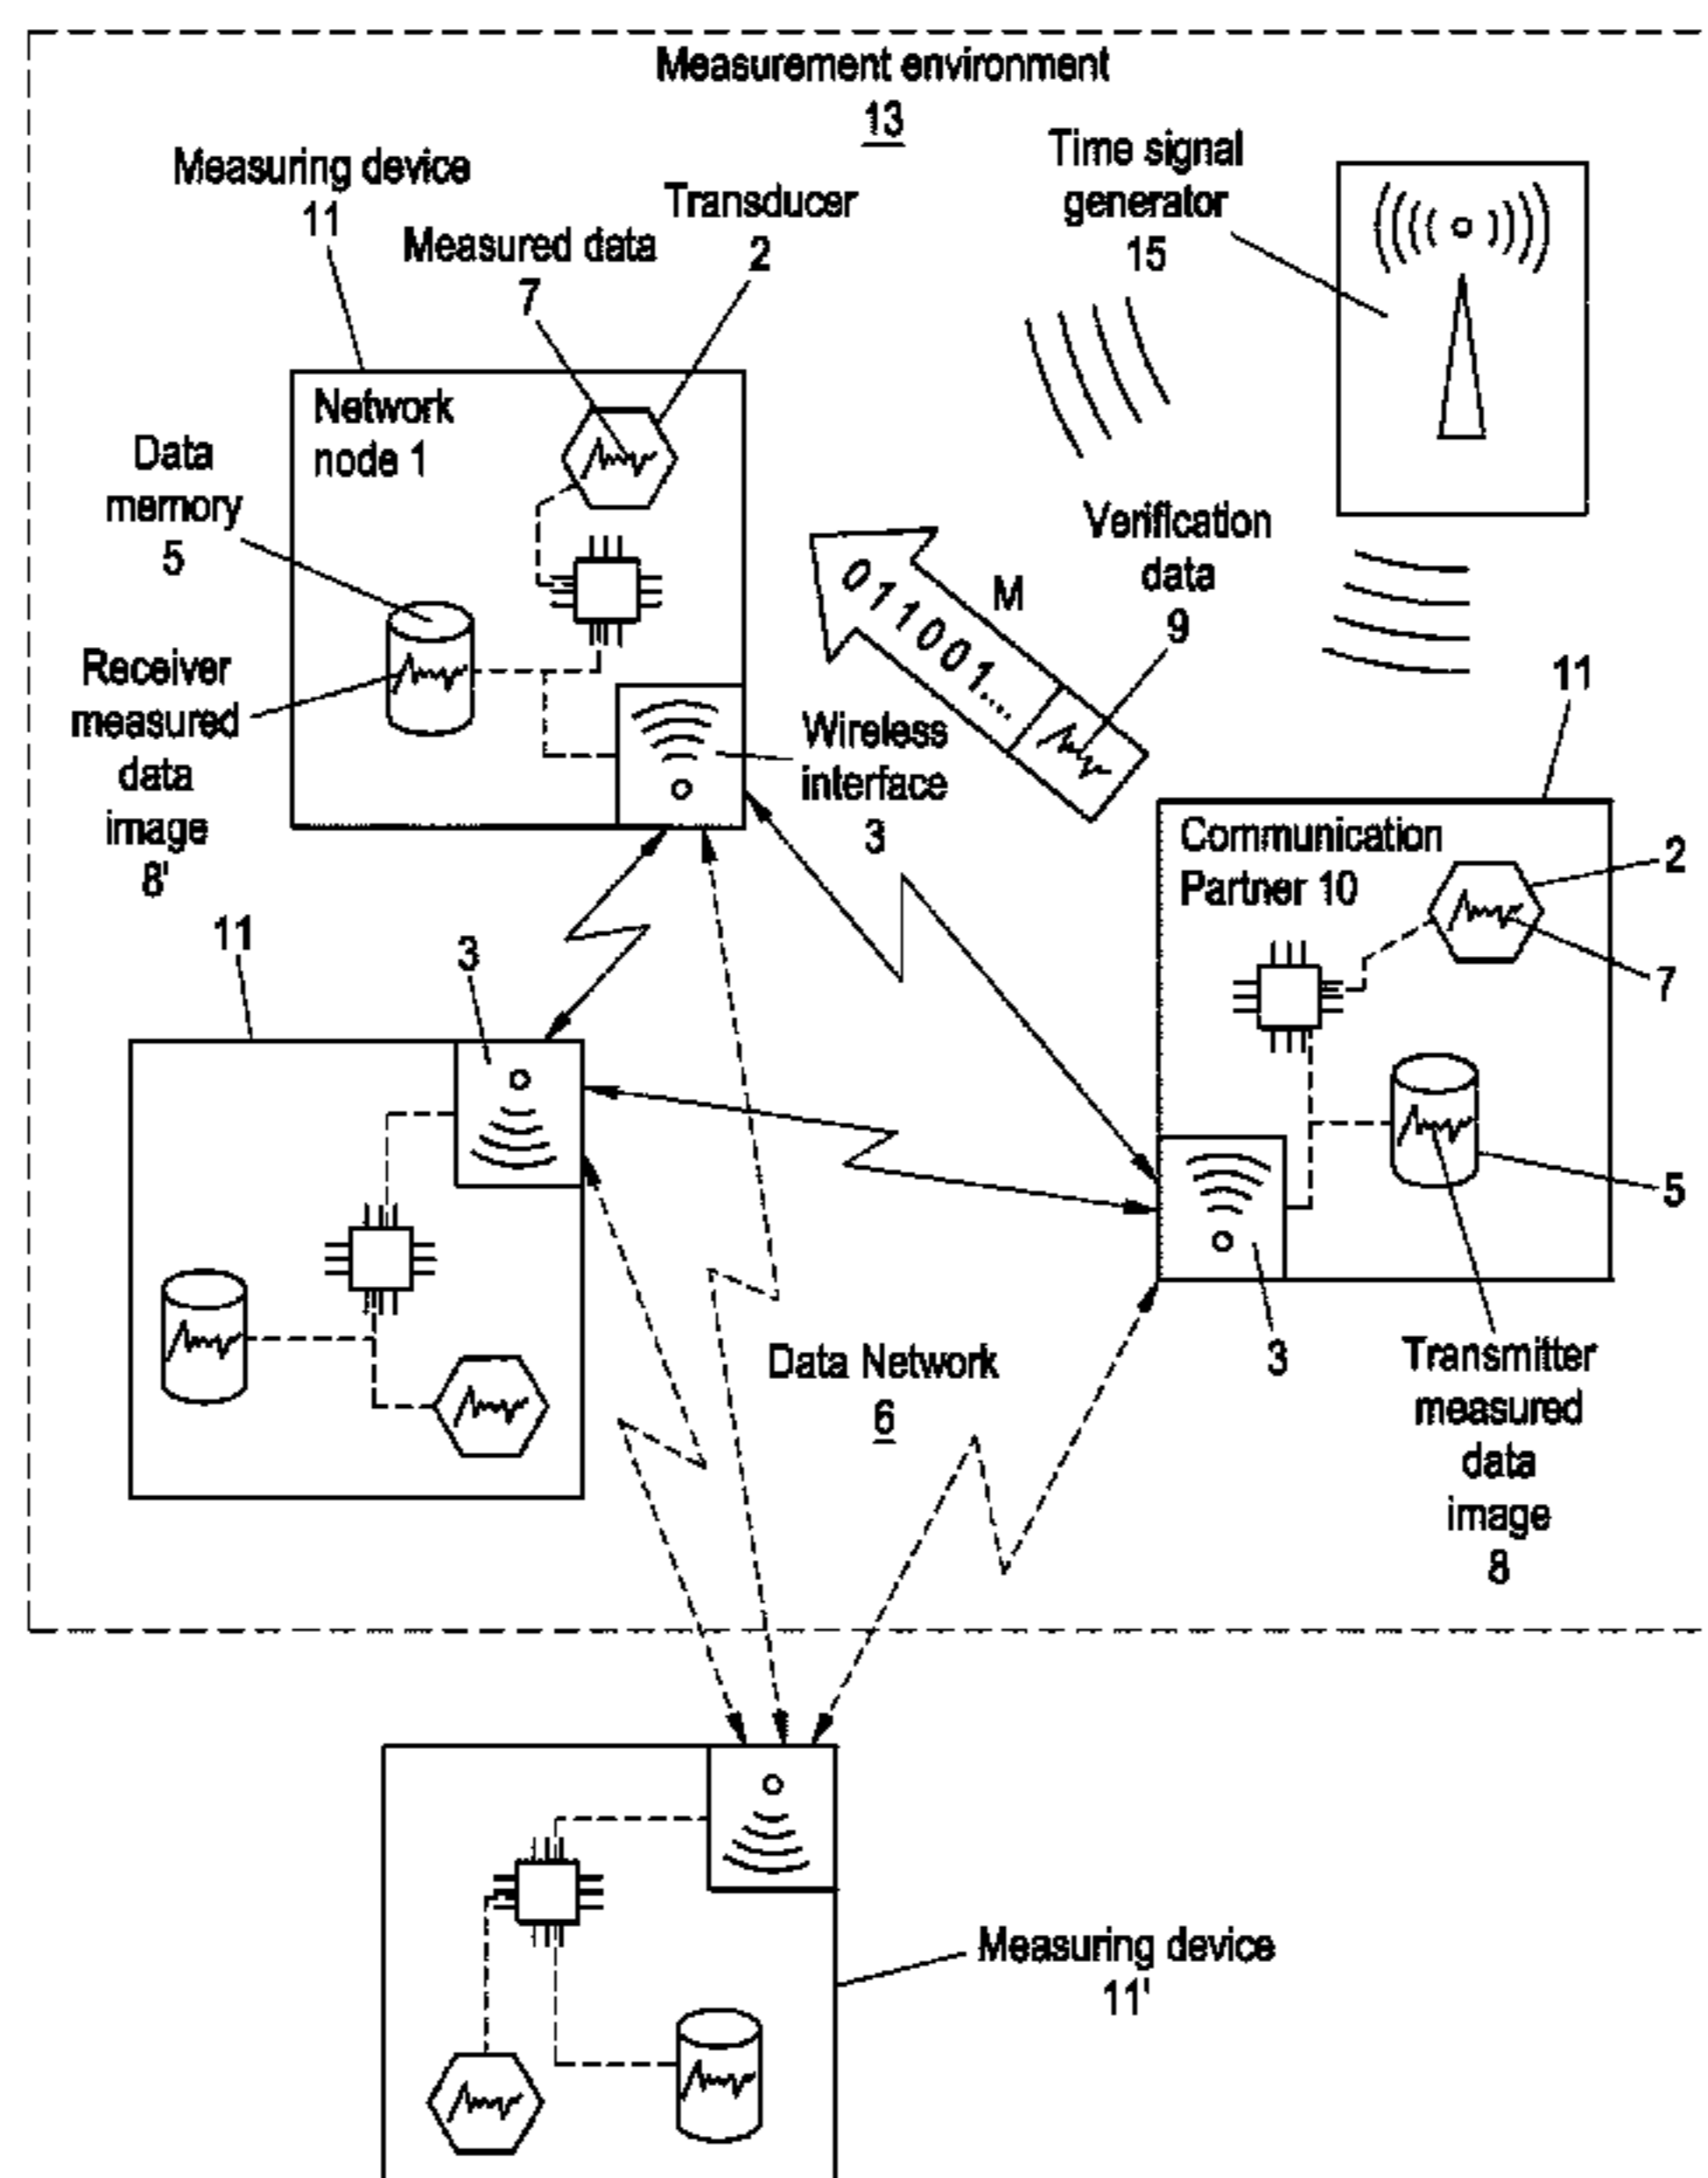 Measurement environment
13
Measuring device
11
Transducer
2
Measured data
7
Time signal
generator
15
Network
node 1
Data
memory
5
Receiver
measured
data
image
8'
Wireless
interface
3
011001....
M
Verification
data
9
11
Communication
Partner 10
2
7
5
3
Transmitter
measured
data
image
8
11
3
Data Network
6
Measuring device
11'